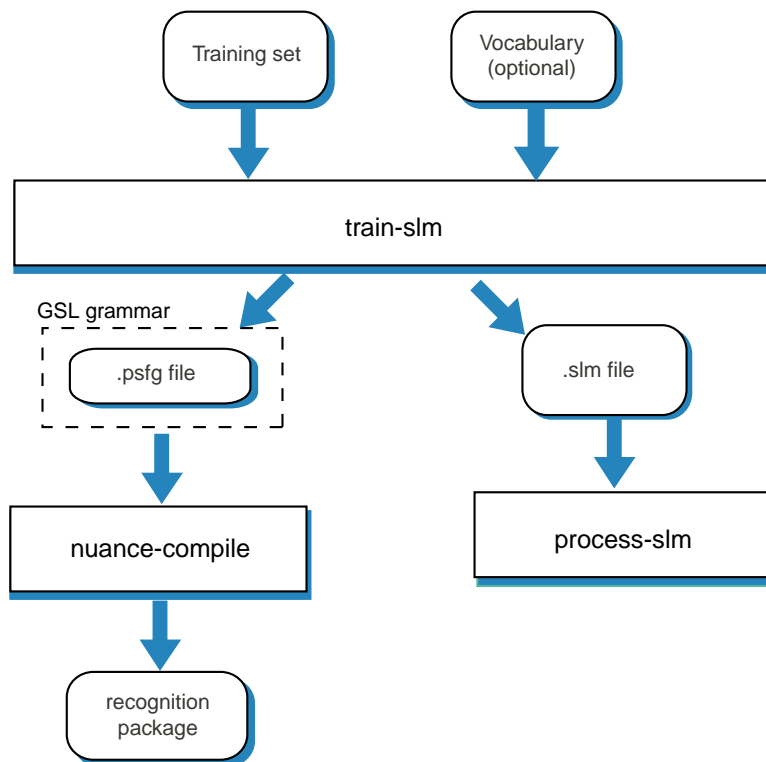 Training set
Vocabulary
(optional)
train-slm
GSL grammar
.psfg file
.slm file
nuance-compile
process-slm
recognition
package